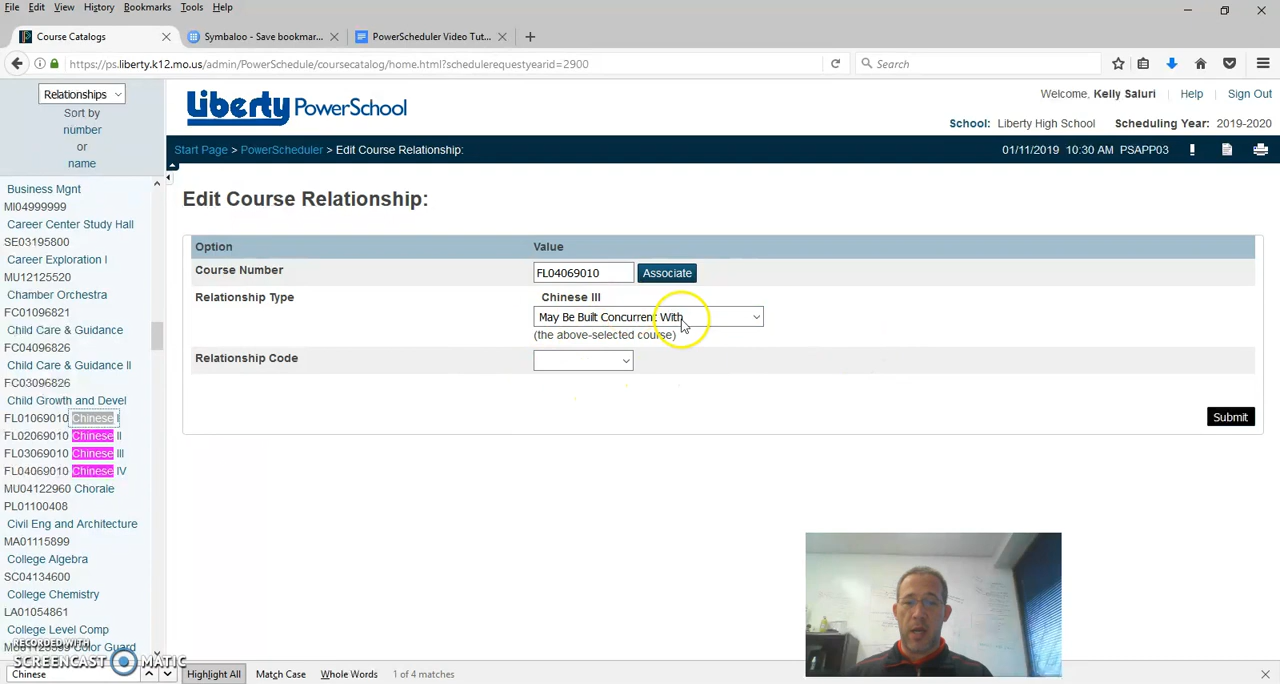 File Edit View History Bookmarks Tools Help
Course Catalogs
Symbaloo - Save bookmar...
PowerScheduler Video Tut...
https://ps.liberty.k12.mo.us/admin/PowerSchedule/coursecatalog/home.html?schedulerequestyearid=2900
Search
Relationships
Sort by
number
or
name
Liberty PowerSchool
Welcome, Kelly Saluri Help Sign Out
School: Liberty High School Scheduling Year: 2019-2020
Start Page > PowerScheduler > Edit Course Relationship:
01/11/2019 10:30 AM PSAPP03
Business Mgnt
MI04999999
Career Center Study Hall
SE03195800
Career Exploration I
MU12125520
Chamber Orchestra
FC01096821
Child Care & Guidance
FC04096826
Child Care & Guidance II
FC03096826
Child Growth and Devel
FL01069010 Chinese I
FL02069010 Chinese II
FL03069010 Chinese III
FL04069010 Chinese IV
MU04122960 Chorale
PL01100408
Civil Eng and Architecture
MA01115899
College Algebra
SC04134600
College Chemistry
LA01054861
College Level Comp
Color Guard
Edit Course Relationship:
Option Value
Course Number FL04069010 Associate
Relationship Type Chinese III
May Be Built Concurrent With
(the above-selected course)
Relationship Code
Submit
RECORDED WITH
SCREENCAST MATIC
Chinese
Highlight All Match Case Whole Words 1 of 4 matches